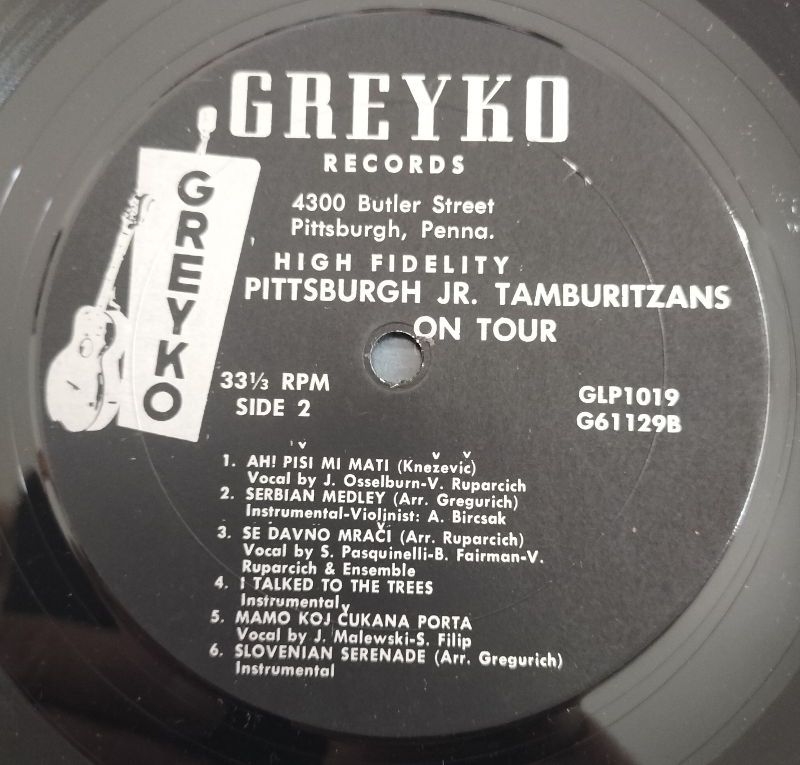 GREYKO
RECORDS
GREYKO
4300 Butler Street
Pittsburgh, Penna.
HIGH FIDELITY
PITTSBURGH JR. TAMBURITZANS
ON TOUR
33⅓ RPM
SIDE 2
GLP1019
G61129B
1. AH! PISI MI MATI (Knežević)
Vocal by J. Osselburn-V. Ruparcich
2. SERBIAN MEDLEY (Arr. Gregurich)
Instrumental-Violinist: A. Bircsak
3. SE DAVNO MRAČI (Arr. Ruparcich)
Vocal by S. Pasquinelli-B. Fairman-V.
Ruparcich & Ensemble
4. I TALKED TO THE TREES
Instrumental
5. MAMO KOJ ČUKANA PORTA
Vocal by J. Malewski-S. Filip
6. SLOVENIAN SERENADE (Arr. Gregurich)
Instrumental